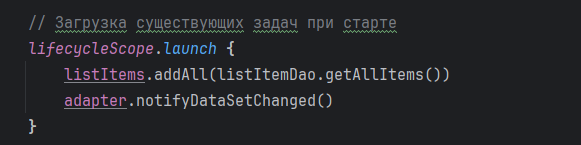 // Загрузка существующих задач при старте
lifecycleScope.launch {
    listItems.addAll(listItemDao.getAllItems())
    adapter.notifyDataSetChanged()
}